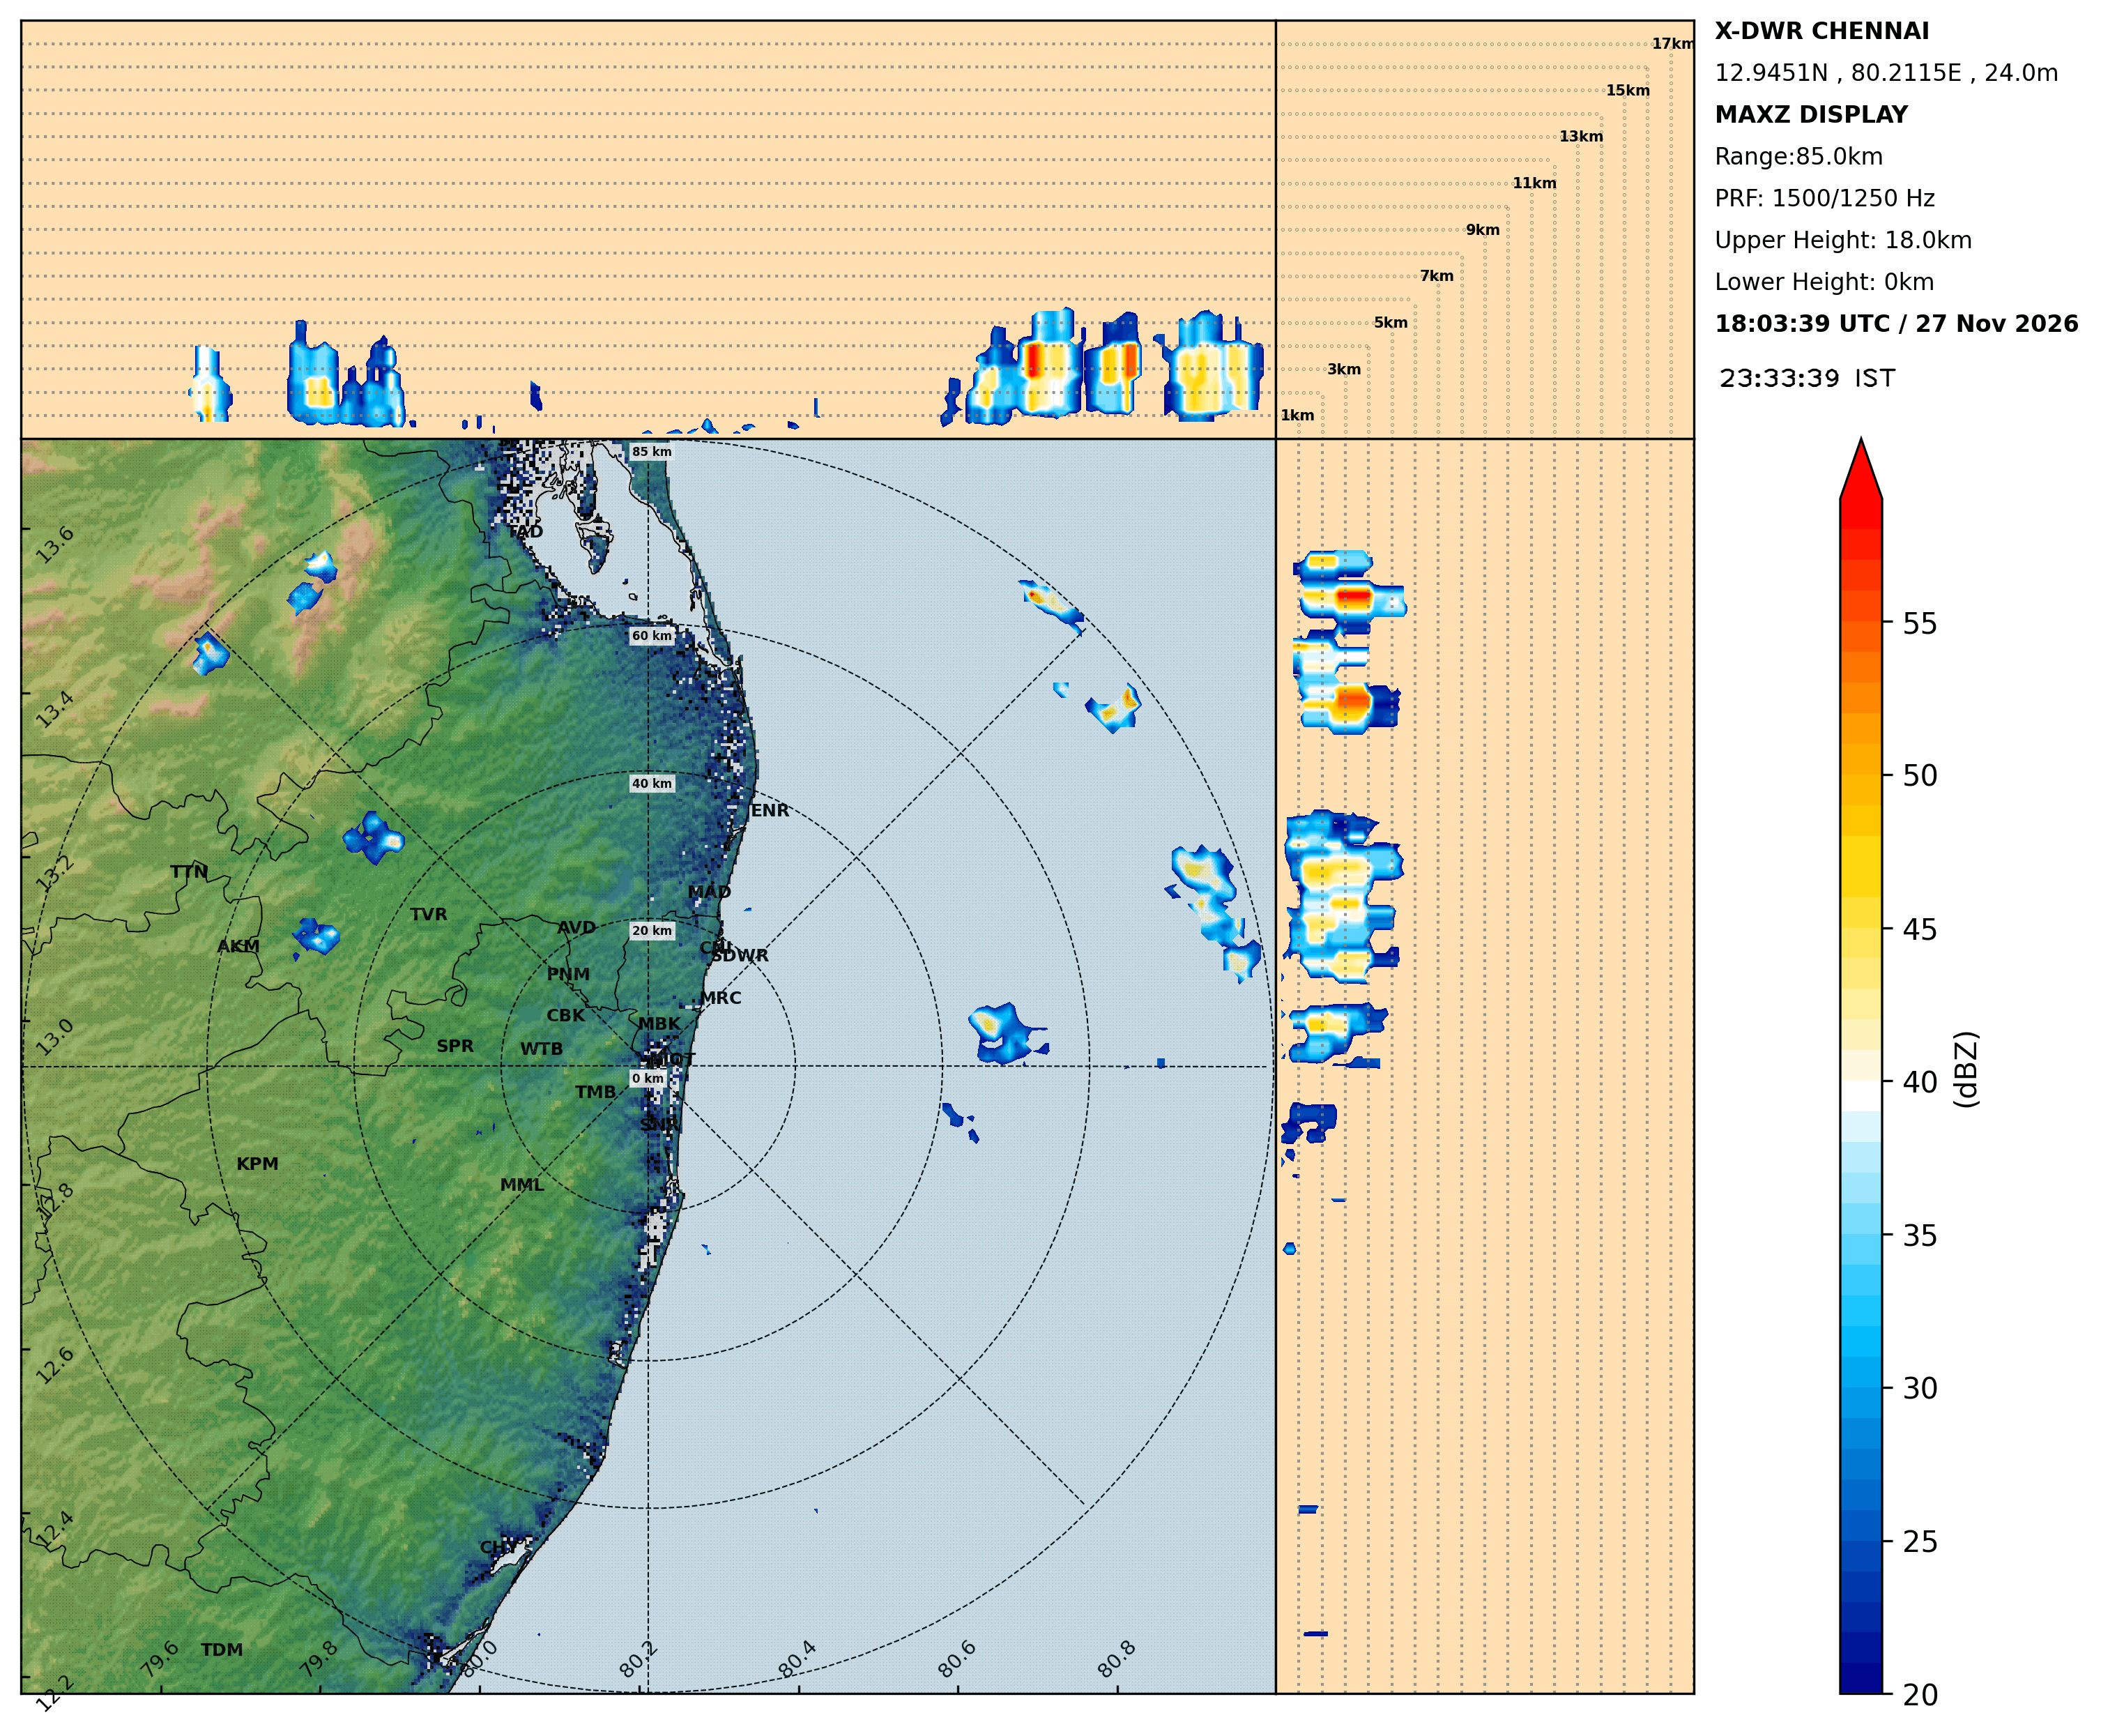 X-DWR CHENNAI
12.9451N , 80.2115E , 24.0m
MAXZ DISPLAY
Range:85.0km
PRF: 1500/1250 Hz
Upper Height: 18.0km
Lower Height: 0km
18:03:39 UTC / 27 Nov 2026
23:33:39 IST
17km
15km
13km
11km
9km
7km
5km
3km
1km
85 km
TAD
13.6
60 km
13.4
40 km
ENR
13.2
TTN
MAD
TVR
AVD
20 km
AKM
SDWR
PNM
MRC
CBK
MBK
13.0
SPR
WTB
0 km
TMB
SNR
KPM
MML
12.8
12.6
12.4
CHY
TDM
12.2
79.6
79.8
80.0
80.2
80.4
80.6
80.8
55
50
45
40
35
30
25
20
(dBZ)